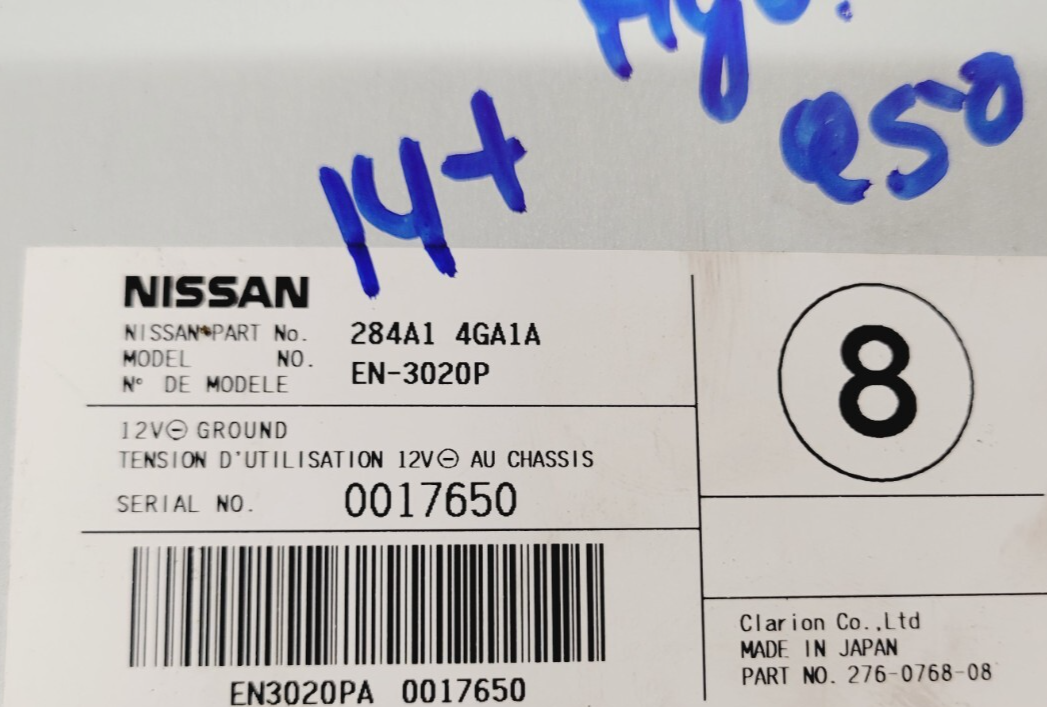 Q50
14+
NISSAN
NISSAN PART No. 284A1 4GA1A
MODEL NO. EN-3020P
N° DE MODELE
8
12V⊖ GROUND
TENSION D'UTILISATION 12V⊖ AU CHASSIS
SERIAL NO. 0017650
EN3020PA 0017650
Clarion Co.,Ltd
MADE IN JAPAN
PART NO. 276-0768-08